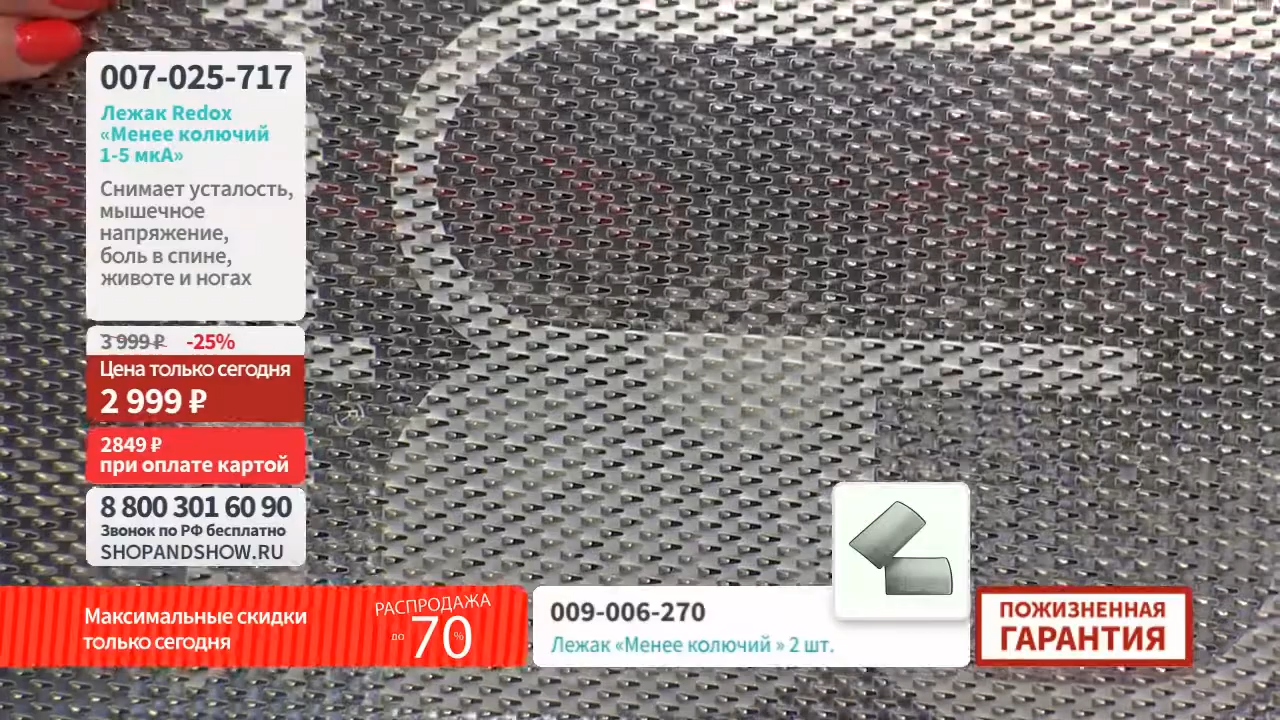 007-025-717
Лежак Redox
«Менее колючий
1-5 мкА»
Снимает усталость,
мышечное
напряжение,
боль в спине,
животе и ногах
3 999 ₽ -25%
Цена только сегодня
2 999 ₽
2849 ₽
при оплате картой
8 800 301 60 90
Звонок по РФ бесплатно
SHOPANDSHOW.RU
Максимальные скидки
только сегодня
РАСПРОДАЖА
до 70 %
009-006-270
Лежак «Менее колючий » 2 шт.
ПОЖИЗНЕННАЯ
ГАРАНТИЯ